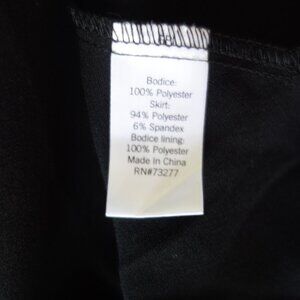 Bodice:
100% Polyester
Skirt:
94% Polyester
6% Spandex
Bodice lining:
100% Polyester
Made In China
RN#73277